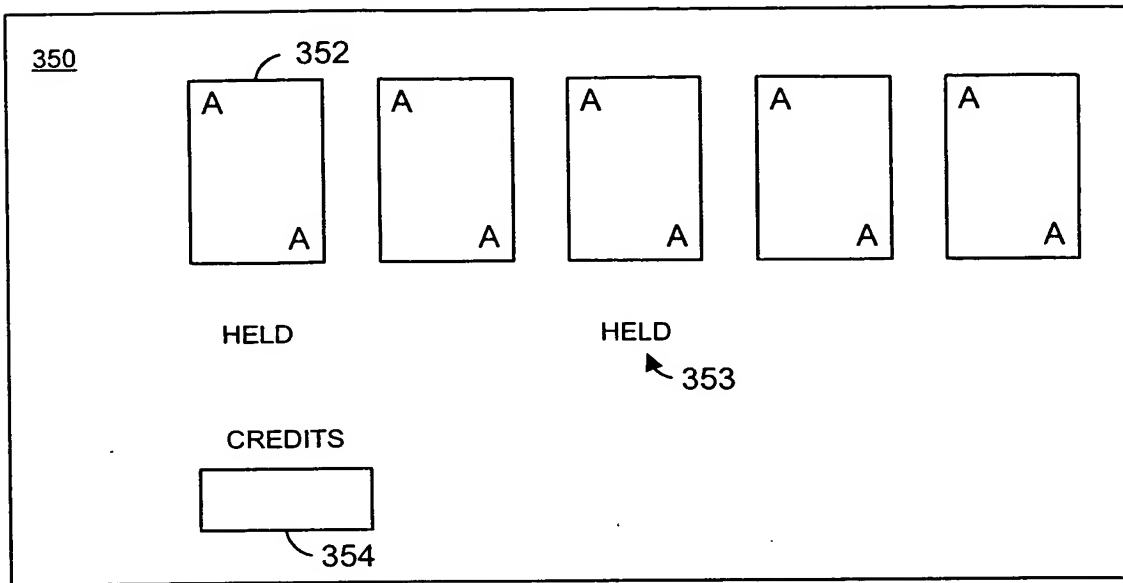 350
352
A A A A A
A A A A A
HELD HELD
353
CREDITS
354